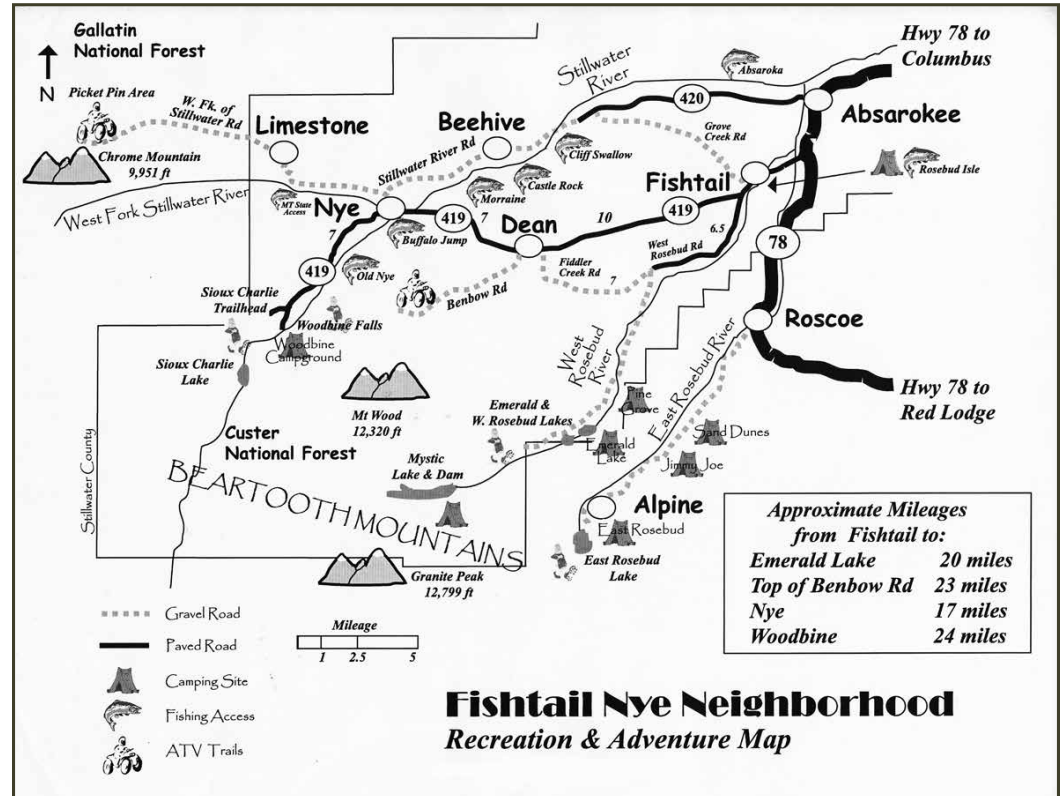 Gallatin
National Forest
N
Picket Pin Area
W. Fk. of
Stillwater Rd
Chrome Mountain
9,951 ft
West Fork Stillwater River
Limestone
MT State
Access
Nye
7
419
Beehive
Stillwater River Rd
Stillwater
River
Absaroka
420
Grove
Creek Rd
Cliff Swallow
Castle Rock
Morraine
Buffalo Jump
419
7
Dean
10
419
Fishtail
6.5
West
Rosebud Rd
Fiddler
Creek Rd
7
Hwy 78 to
Columbus
Absarokee
Rosebud Isle
78
Roscoe
Hwy 78 to
Red Lodge
Old Nye
Benbow Rd
Sioux Charlie
Trailhead
Woodbine Falls
Woodbine
Campground
Sioux Charlie
Lake
Mt Wood
12,320 ft
Custer
National Forest
Stillwater County
BEARTOOTH MOUNTAINS
West
Rosebud
River
East Rosebud River
Emerald &
W. Rosebud Lakes
Pine
Grove
Emerald
Lake
Sand Dunes
Jimmy Joe
Mystic
Lake & Dam
Alpine
East Rosebud
East Rosebud
Lake
Granite Peak
12,799 ft
Approximate Mileages
from Fishtail to:
Emerald Lake 20 miles
Top of Benbow Rd 23 miles
Nye 17 miles
Woodbine 24 miles
Gravel Road
Paved Road
Camping Site
Fishing Access
ATV Trails
Mileage
1 2.5 5
Fishtail Nye Neighborhood
Recreation & Adventure Map